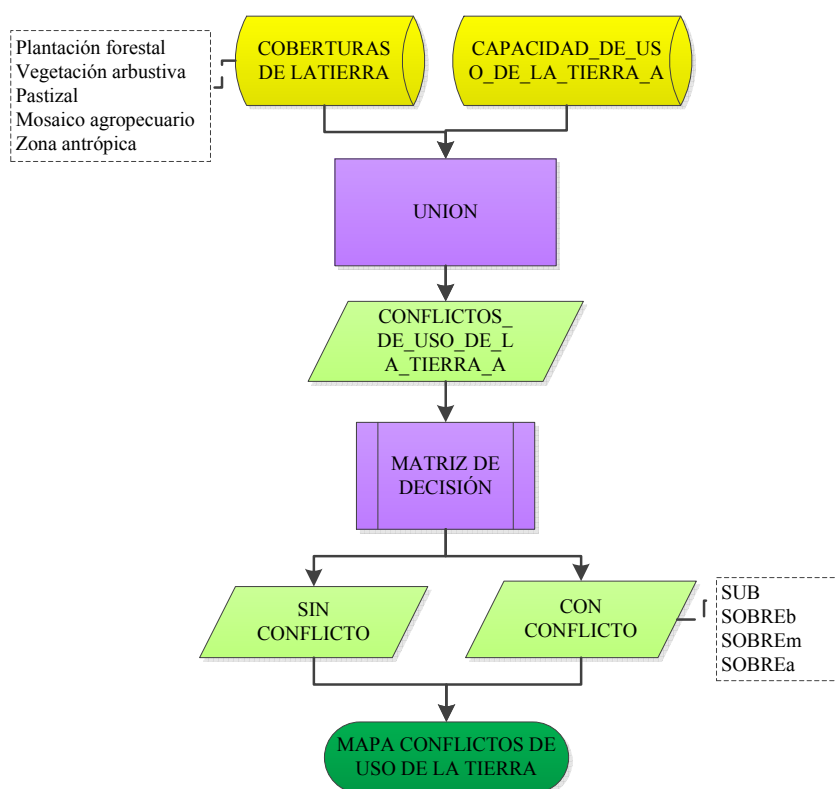 Plantación forestal
Vegetación arbustiva
Pastizal
Mosaico agropecuario
Zona antrópica
COBERTURAS
DE LATIERRA
CAPACIDAD_DE_US
O_DE_LA_TIERRA_A
UNION
CONFLICTOS_
DE_USO_DE_L
A_TIERRA_A
MATRIZ DE
DECISIÓN
SIN
CONFLICTO
CON
CONFLICTO
SUB
SOBREb
SOBREm
SOBREa
MAPA CONFLICTOS DE
USO DE LA TIERRA